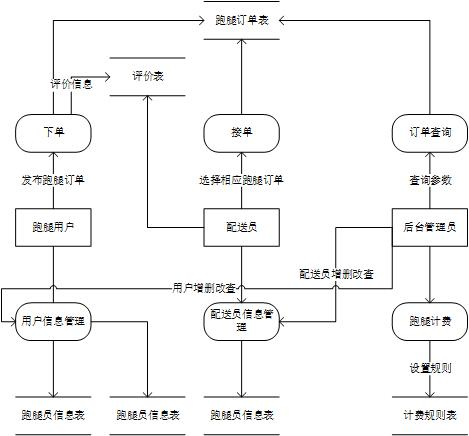 跑腿订单表
评价信息
评价表
下单
接单
订单查询
发布跑腿订单
选择相应跑腿订单
查询参数
跑腿用户
配送员
后台管理员
配送员增删改查
用户增删改查
用户信息管理
配送员信息管
理
跑腿计费
设置规则
跑腿员信息表
跑腿员信息表
跑腿员信息表
计费规则表